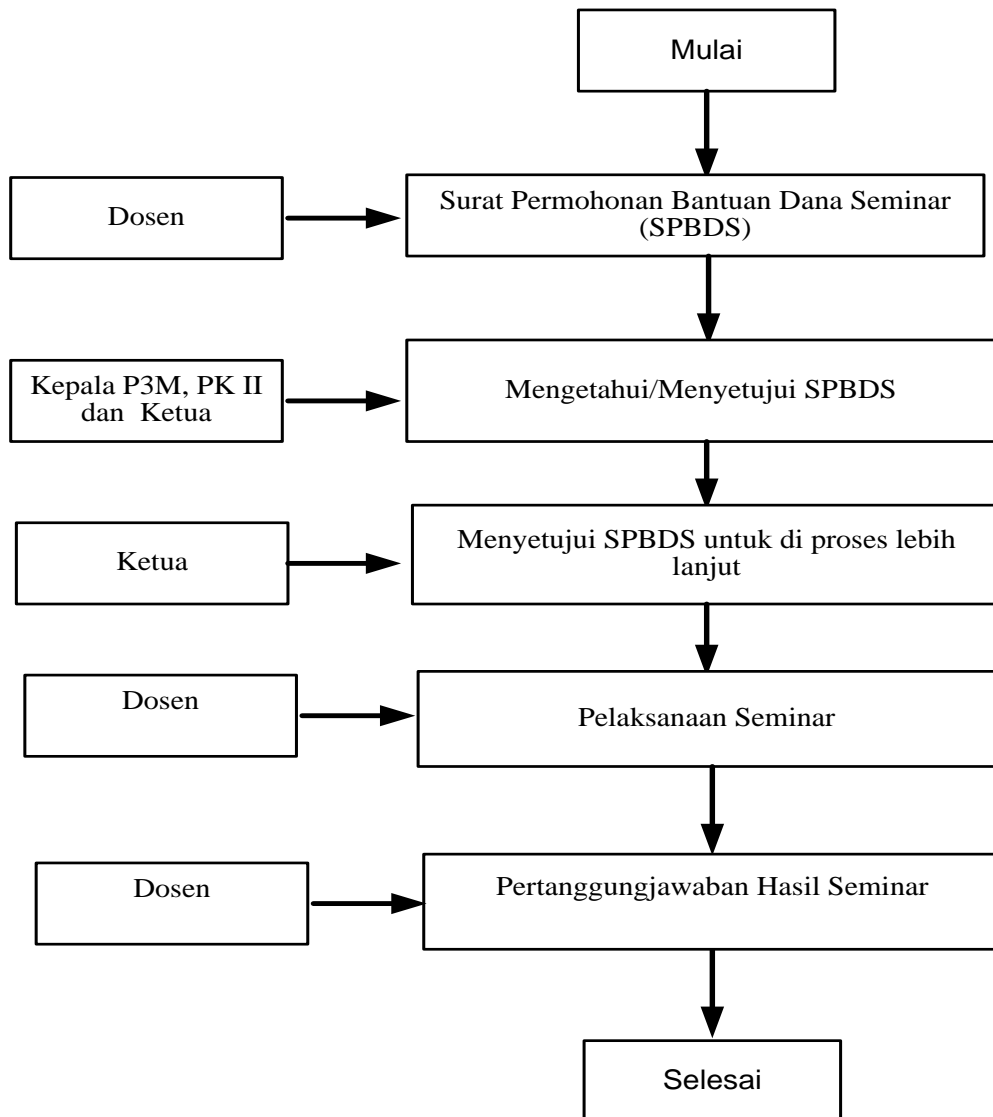 Mulai
Dosen
Surat Permohonan Bantuan Dana Seminar
(SPBDS)
Kepala P3M, PK II
dan Ketua
Mengetahui/Menyetujui SPBDS
Ketua
Menyetujui SPBDS untuk di proses lebih
lanjut
Dosen
Pelaksanaan Seminar
Dosen
Pertanggungjawaban Hasil Seminar
Selesai